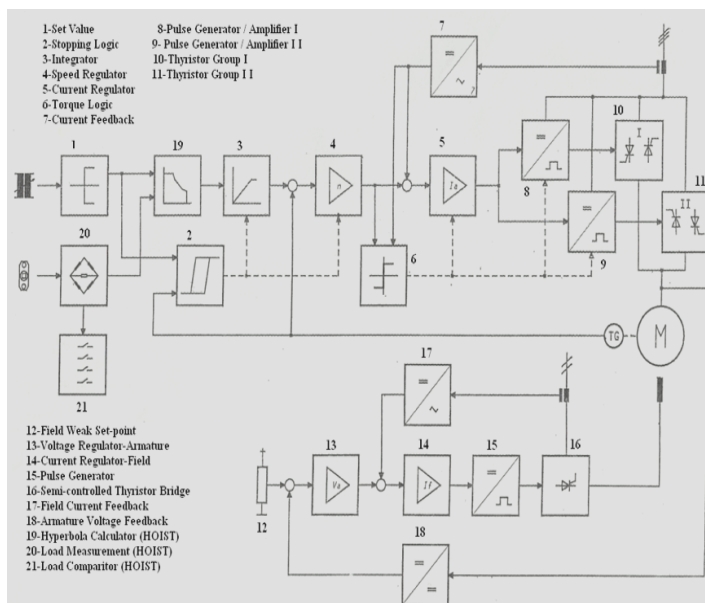 1-Set Value
2-Stopping Logic
3-Integrator
4-Speed Regulator
5-Current Regulator
6-Torque Logic
7-Current Feedback
8-Pulse Generator / Amplifier I
9- Pulse Generator / Amplifier I I
10-Thyristor Group I
11-Thyristor Group I I
7
?
1
19
3
4
n
5
Ia
8
10
I
11
II
9
2
6
20
21
TG
M
17
12-Field Weak Set-point
13-Voltage Regulator-Armature
14-Current Regulator-Field
15-Pulse Generator
16-Semi-controlled Thyristor Bridge
17-Field Current Feedback
18-Armature Voltage Feedback
19-Hyperbola Calculator (HOIST)
20-Load Measurement (HOIST)
21-Load Comparitor (HOIST)
12
13
Va
14
If
15
16
18